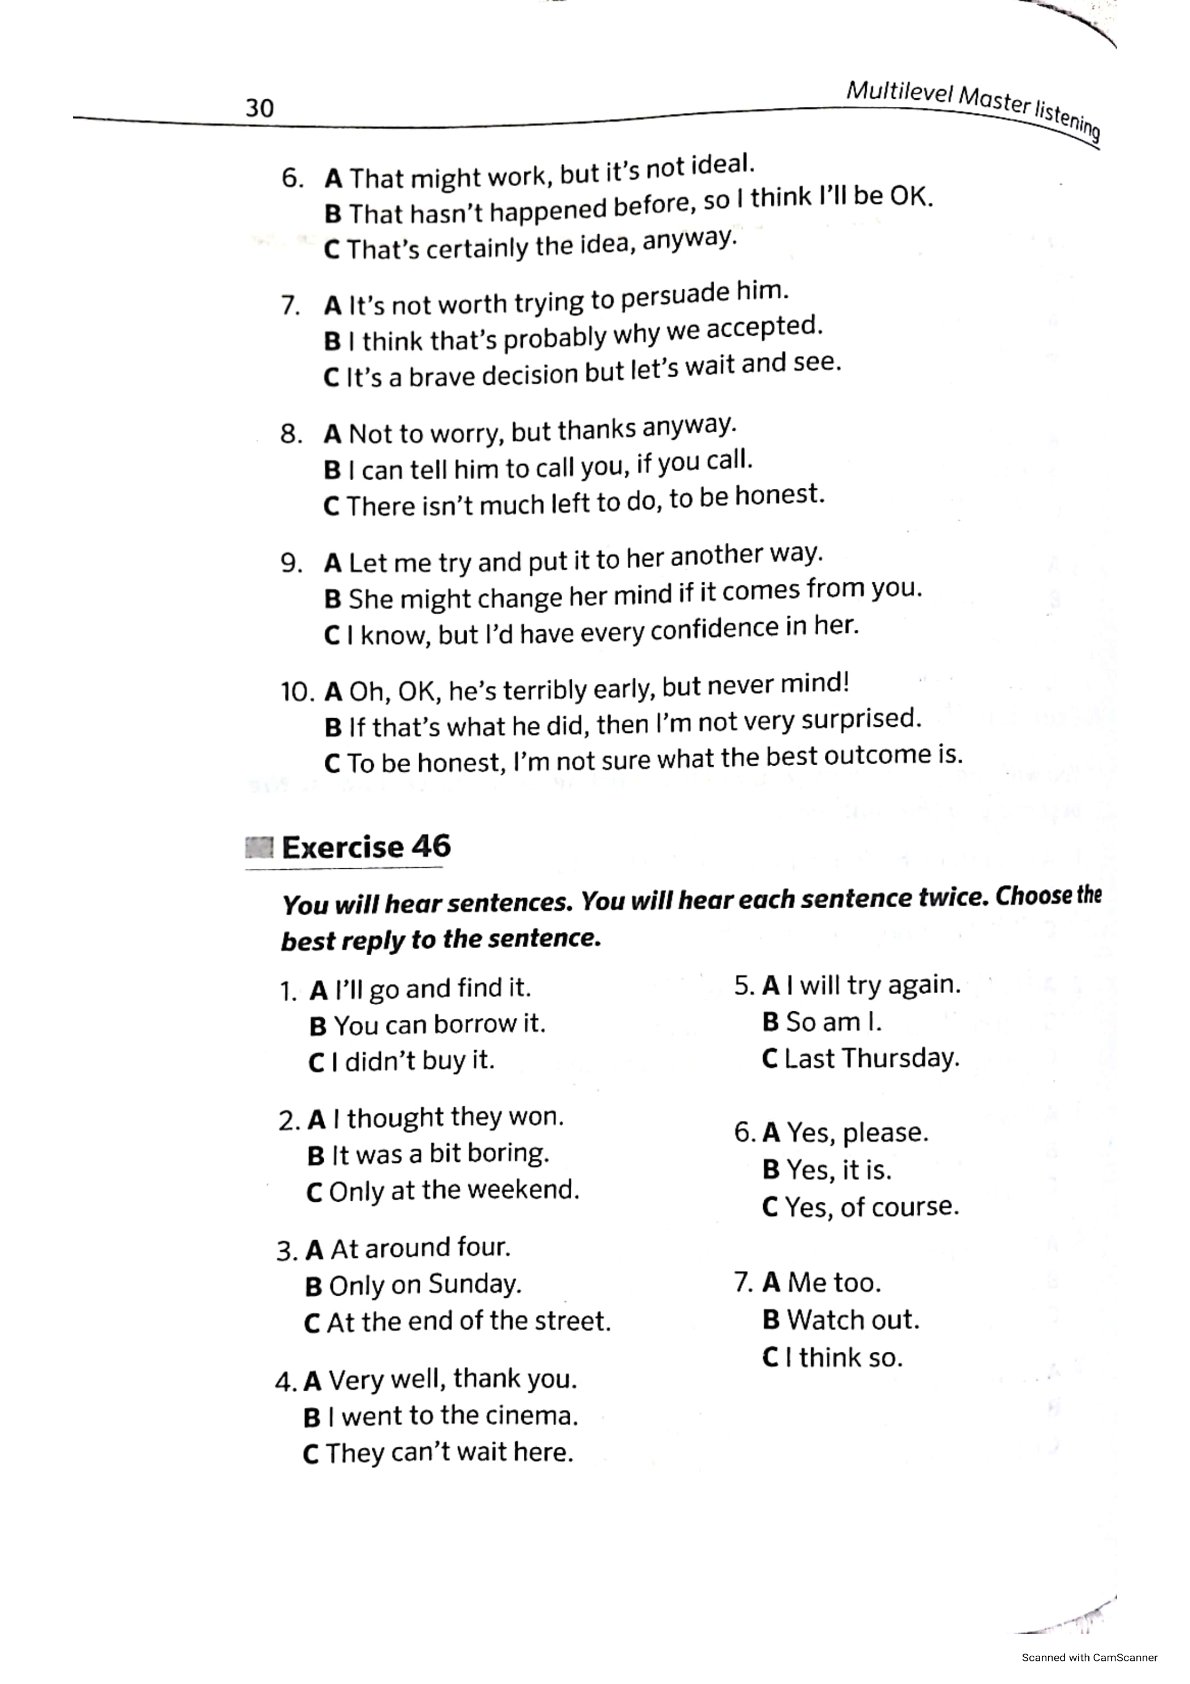 30
Multilevel Master listening
6. A That might work, but it's not ideal.
B That hasn't happened before, so I think I'll be OK.
C That's certainly the idea, anyway.
7. A It's not worth trying to persuade him.
B I think that's probably why we accepted.
C It's a brave decision but let's wait and see.
8. A Not to worry, but thanks anyway.
B I can tell him to call you, if you call.
C There isn't much left to do, to be honest.
9. A Let me try and put it to her another way.
B She might change her mind if it comes from you.
C I know, but I'd have every confidence in her.
10. A Oh, OK, he's terribly early, but never mind!
B If that's what he did, then I'm not very surprised.
C To be honest, I'm not sure what the best outcome is.
Exercise 46
You will hear sentences. You will hear each sentence twice. Choose the
best reply to the sentence.
1. A I'll go and find it.
B You can borrow it.
C I didn't buy it.
2. A I thought they won.
B It was a bit boring.
C Only at the weekend.
3. A At around four.
B Only on Sunday.
C At the end of the street.
4. A Very well, thank you.
B I went to the cinema.
C They can't wait here.
5. A I will try again.
B So am I.
C Last Thursday.
6. A Yes, please.
B Yes, it is.
C Yes, of course.
7. A Me too.
B Watch out.
C I think so.
Scanned with CamScanner